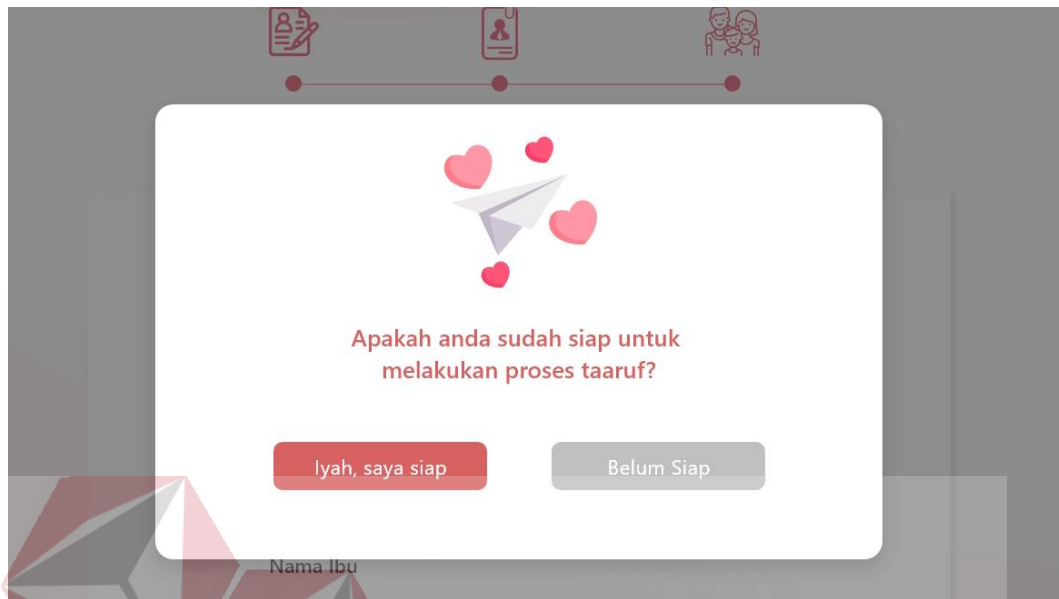 Apakah anda sudah siap untuk
melakukan proses taaruf?
Iyah, saya siap
Belum Siap
Nama Ibu